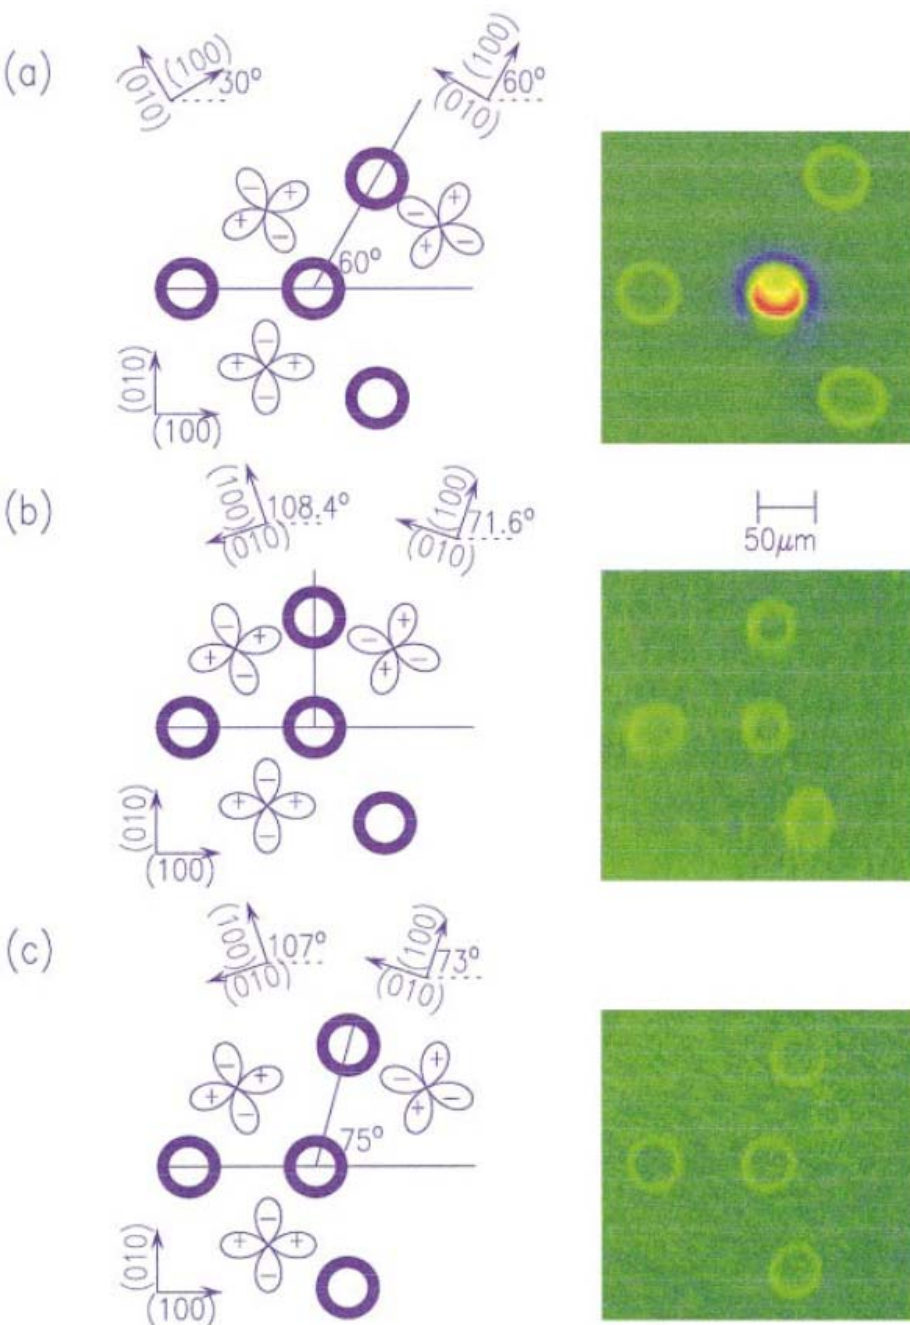 (a)
(010) (100) 30°
(100) (010) 60°
− + − +
+ − + −
60°
(010) − + + −
(100)
(b)
(100) (010) 108.4°
(100) (010) 71.6°
50μm
− + + −
+ − − +
(010) − + + −
(100)
(c)
(100) (010) 107°
(100) (010) 73°
− + + −
+ − − +
75°
(010) − + + −
(100)